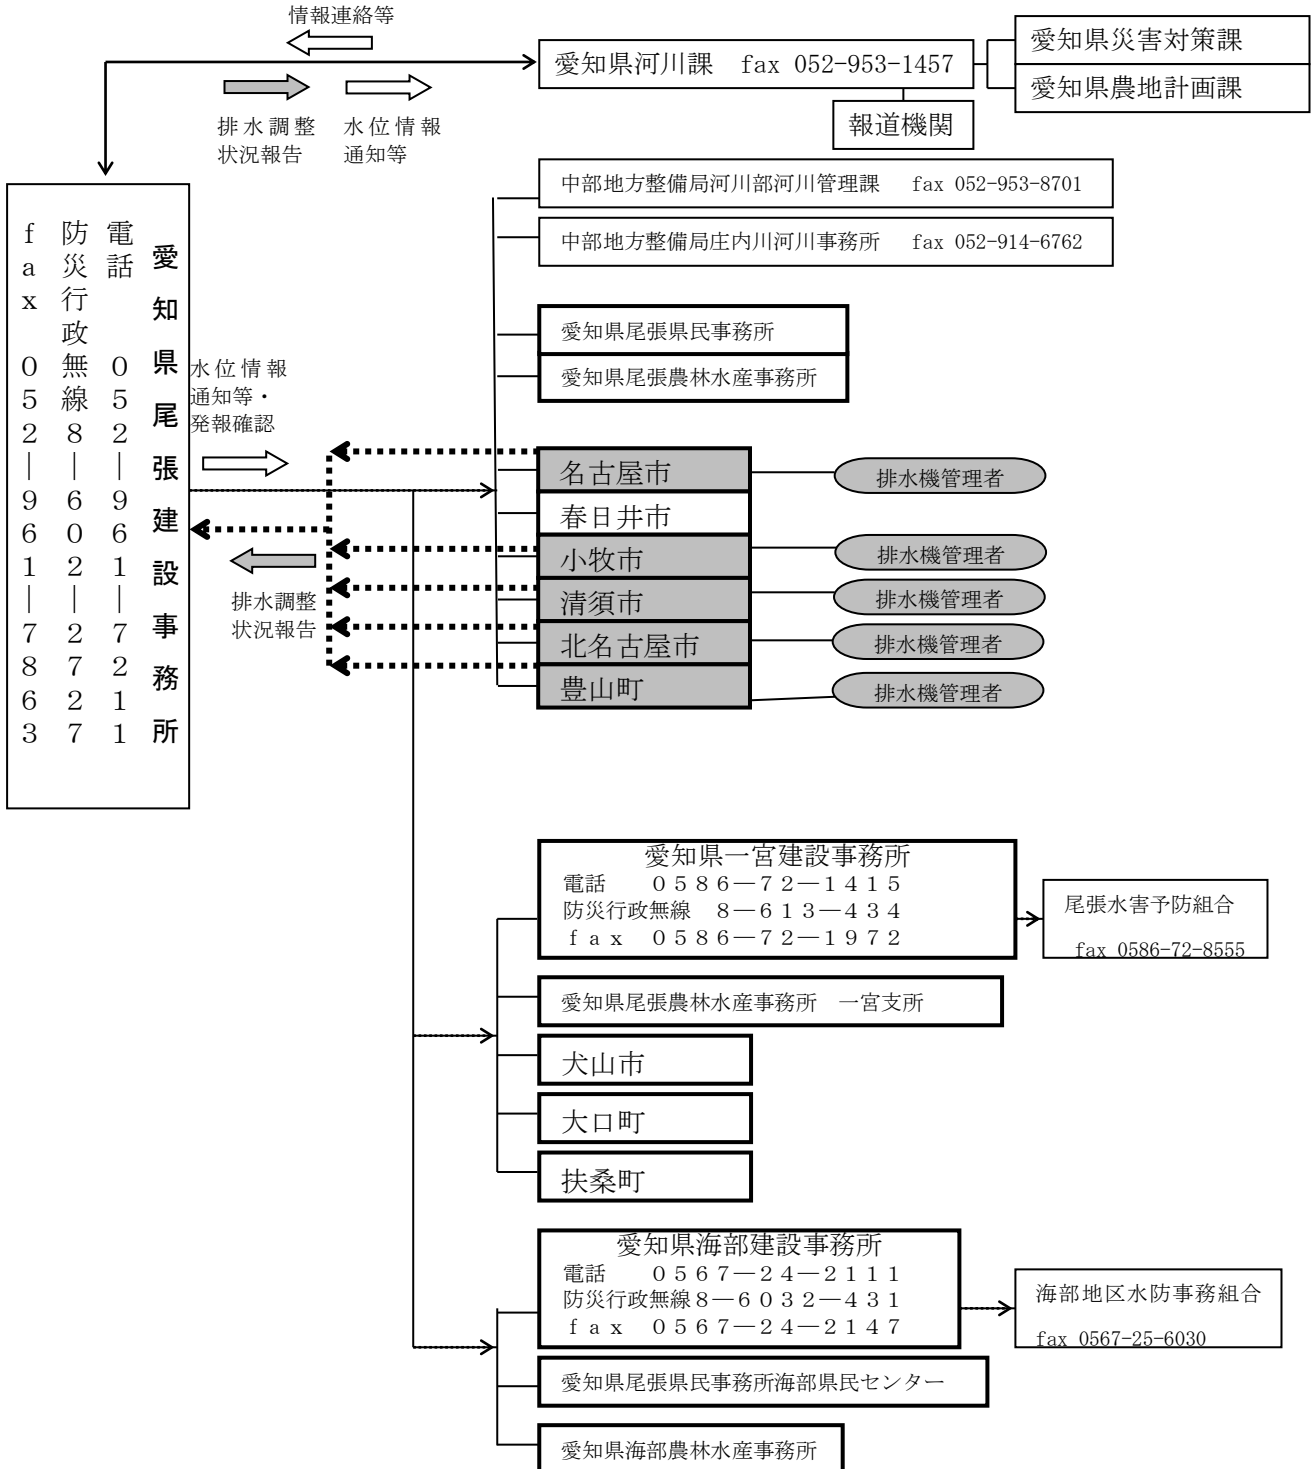 情報連絡等
愛知県河川課　fax 052-953-1457
愛知県災害対策課
愛知県農地計画課
報道機関
排水調整
状況報告
水位情報
通知等
中部地方整備局河川部河川管理課　fax 052-953-8701
中部地方整備局庄内川河川事務所　fax 052-914-6762
愛知県尾張建設事務所
電話　０５２―９６１―７２１１
防災行政無線８―６０２―２７２７
ｆａｘ　０５２―９６１―７８６３
愛知県尾張県民事務所
愛知県尾張農林水産事務所
水位情報
通知等・
発報確認
排水調整
状況報告
名古屋市
排水機管理者
春日井市
小牧市
排水機管理者
清須市
排水機管理者
北名古屋市
排水機管理者
豊山町
排水機管理者
愛知県一宮建設事務所
電話　０５８６―７２―１４１５
防災行政無線　８―６１３―４３４
ｆａｘ　０５８６―７２―１９７２
尾張水害予防組合
fax 0586-72-8555
愛知県尾張農林水産事務所　一宮支所
犬山市
大口町
扶桑町
愛知県海部建設事務所
電話　０５６７―２４―２１１１
防災行政無線８―６０３２―４３１
ｆａｘ　０５６７―２４―２１４７
海部地区水防事務組合
fax 0567-25-6030
愛知県尾張県民事務所海部県民センター
愛知県海部農林水産事務所